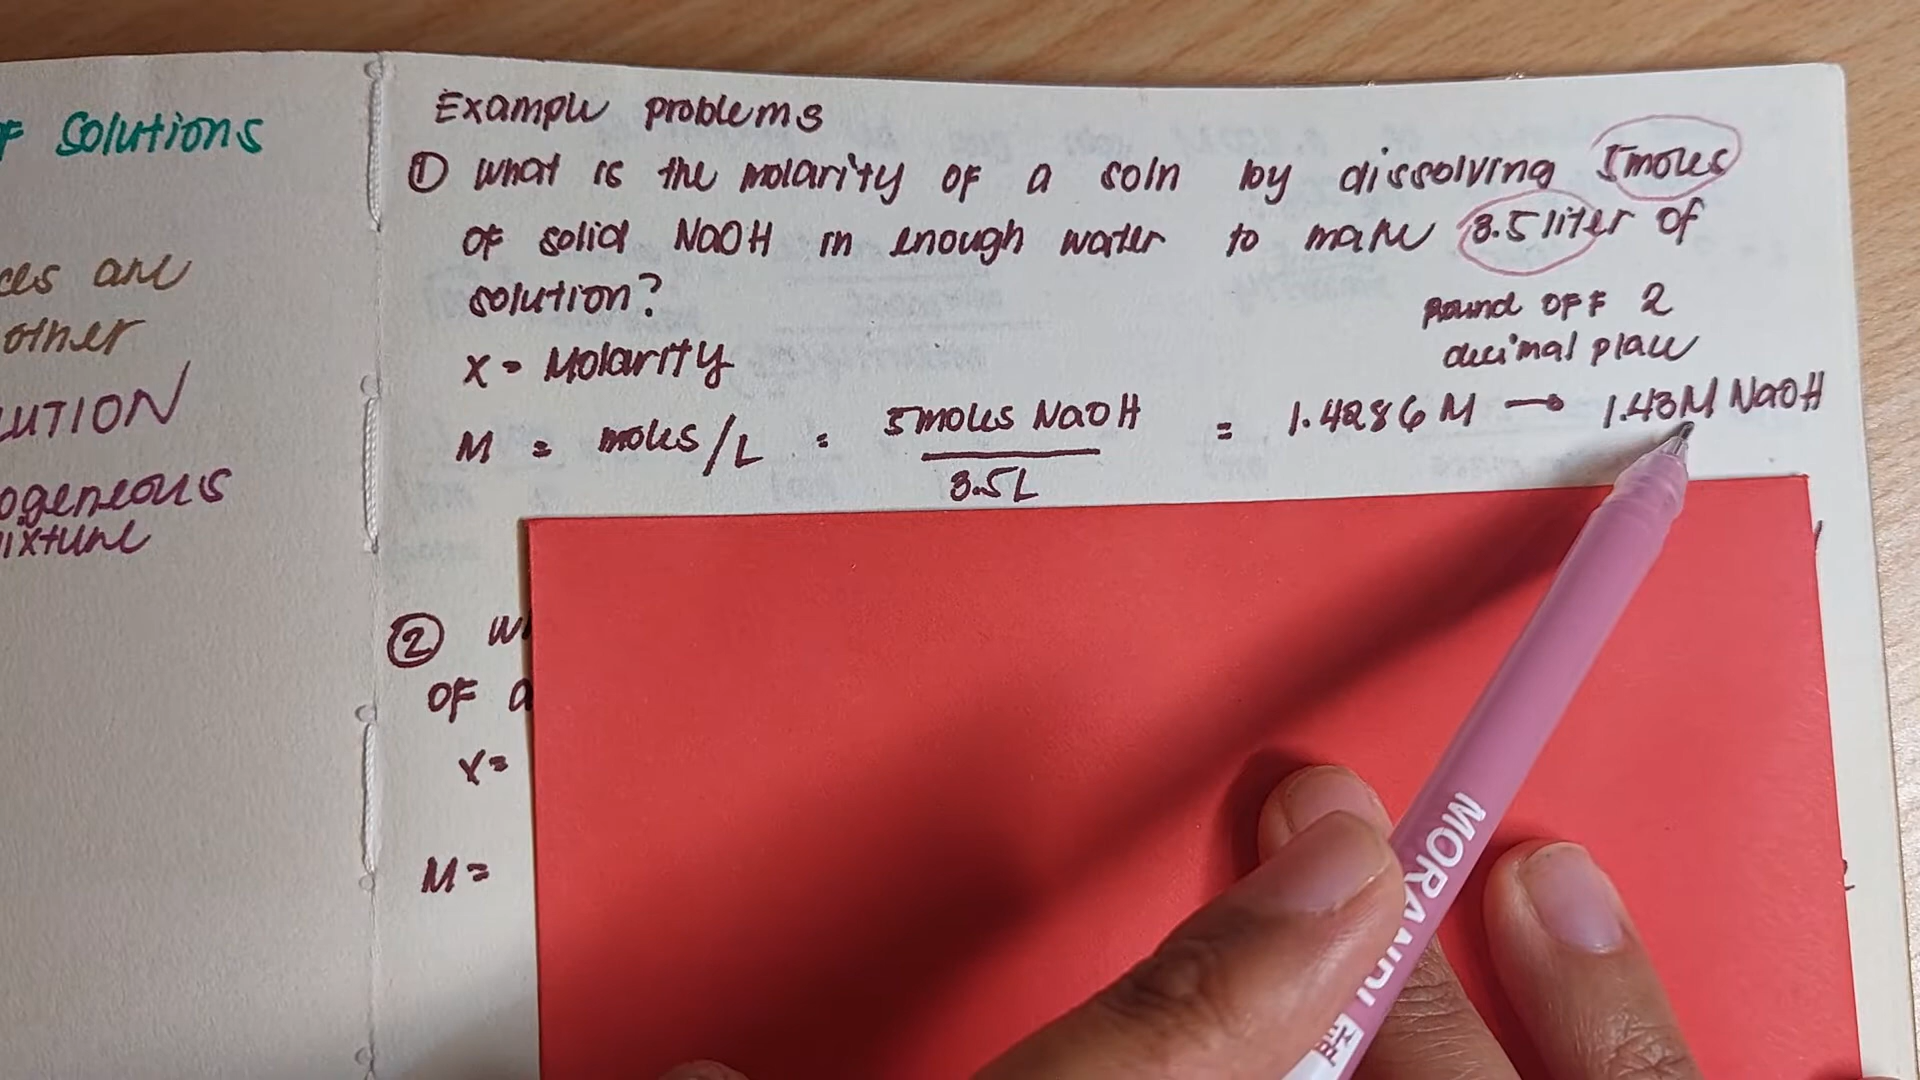 F Solutions
ces are
other
LUTION
ogeneous
ixture
Example problems
① What is the molarity of a soln by dissolving 5moles
of solid NaOH in enough water to make 3.5 liter of
solution?
Round off 2
decimal place
x = Molarity
M = moles/L = 5moles NaOH / 3.5L = 1.4286 M → 1.43M NaOH
② W
of a
x=
M=
MORANDI